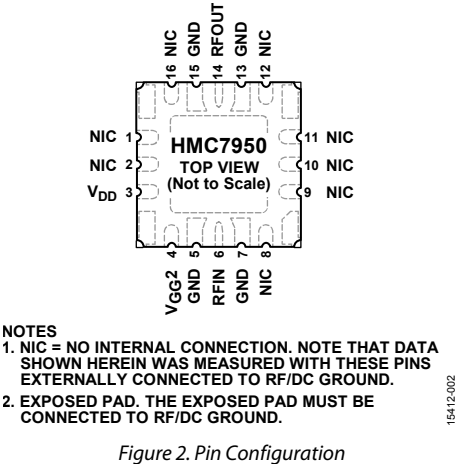 16 NIC
15 GND
14 RFOUT
13 GND
12 NIC
NIC 1
NIC 2
VDD 3
HMC7950
TOP VIEW
(Not to Scale)
11 NIC
10 NIC
9 NIC
VGG2 4
GND 5
RFIN 6
GND 7
NIC 8
NOTES
1. NIC = NO INTERNAL CONNECTION. NOTE THAT DATA
SHOWN HEREIN WAS MEASURED WITH THESE PINS
EXTERNALLY CONNECTED TO RF/DC GROUND.
2. EXPOSED PAD. THE EXPOSED PAD MUST BE
CONNECTED TO RF/DC GROUND.
15412-002
Figure 2. Pin Configuration